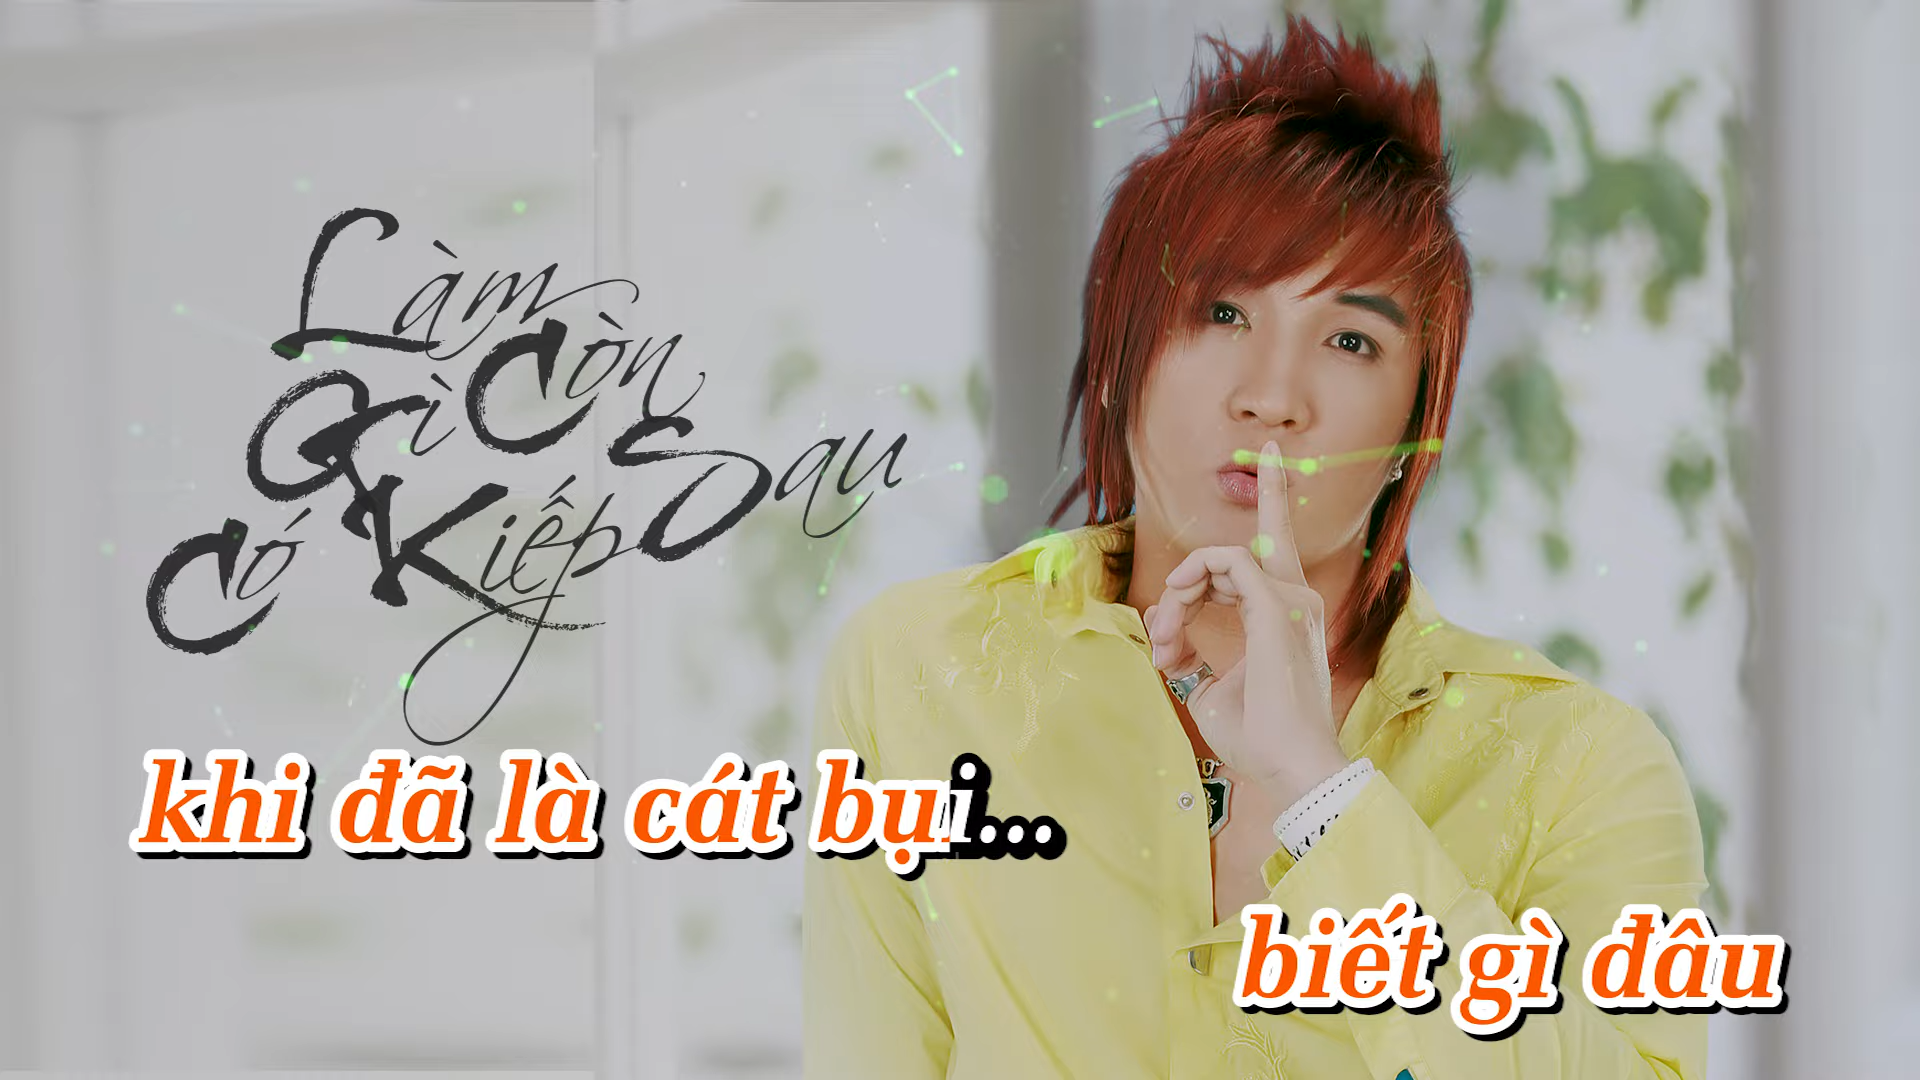 Làm
Gì Còn
Có Kiếp Sau
khi đã là cát bụi...
biết gì đâu